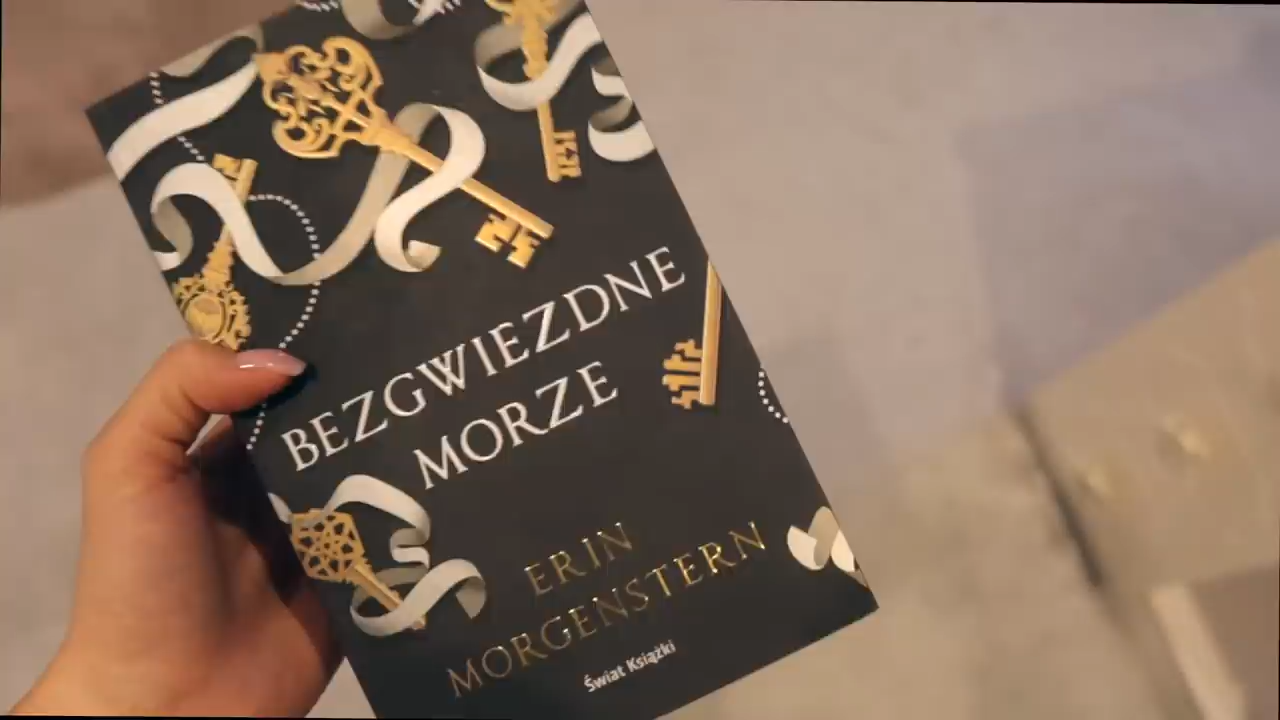 BEZGWIEZDNE
MORZE
ERIN
MORGENSTERN
Świat Książki